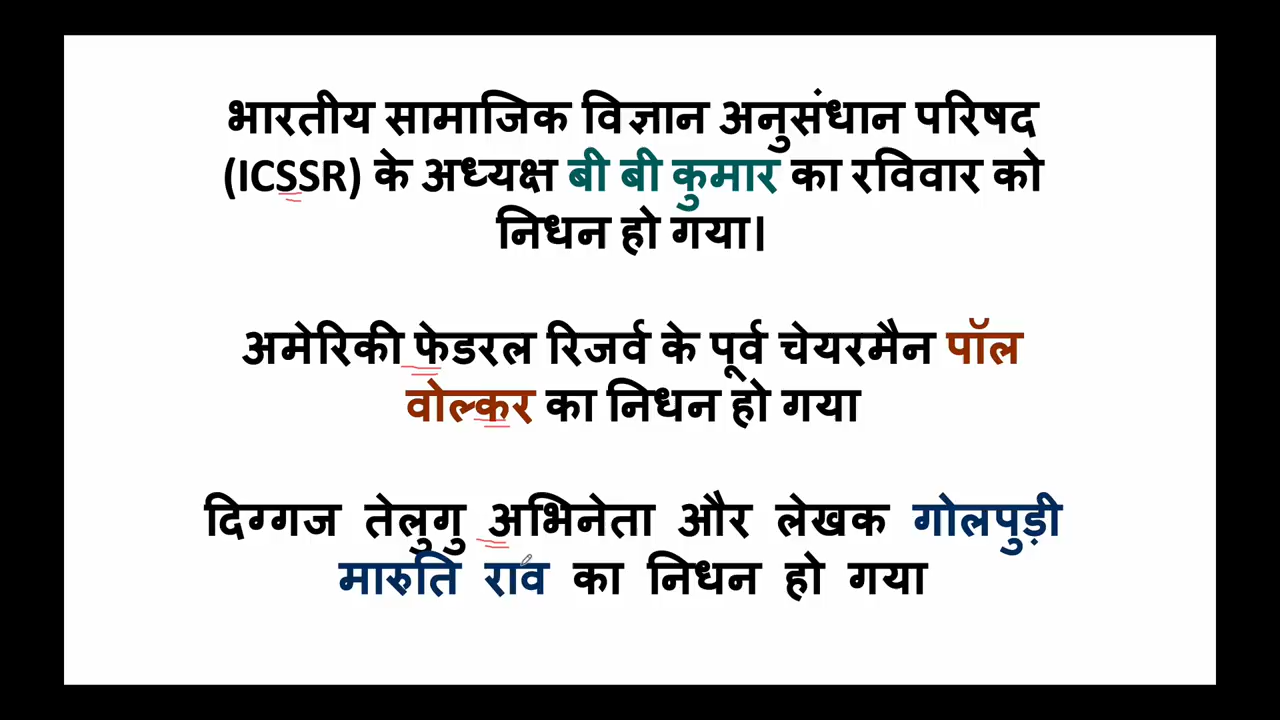 भारतीय सामाजिक विज्ञान अनुसंधान परिषद
(ICSSR) के अध्यक्ष बी बी कुमार का रविवार को
निधन हो गया।
अमेरिकी फेडरल रिजर्व के पूर्व चेयरमैन पॉल
वोल्कर का निधन हो गया
दिग्गज तेलुगु अभिनेता और लेखक गोलपुड़ी
मारुति राव का निधन हो गया